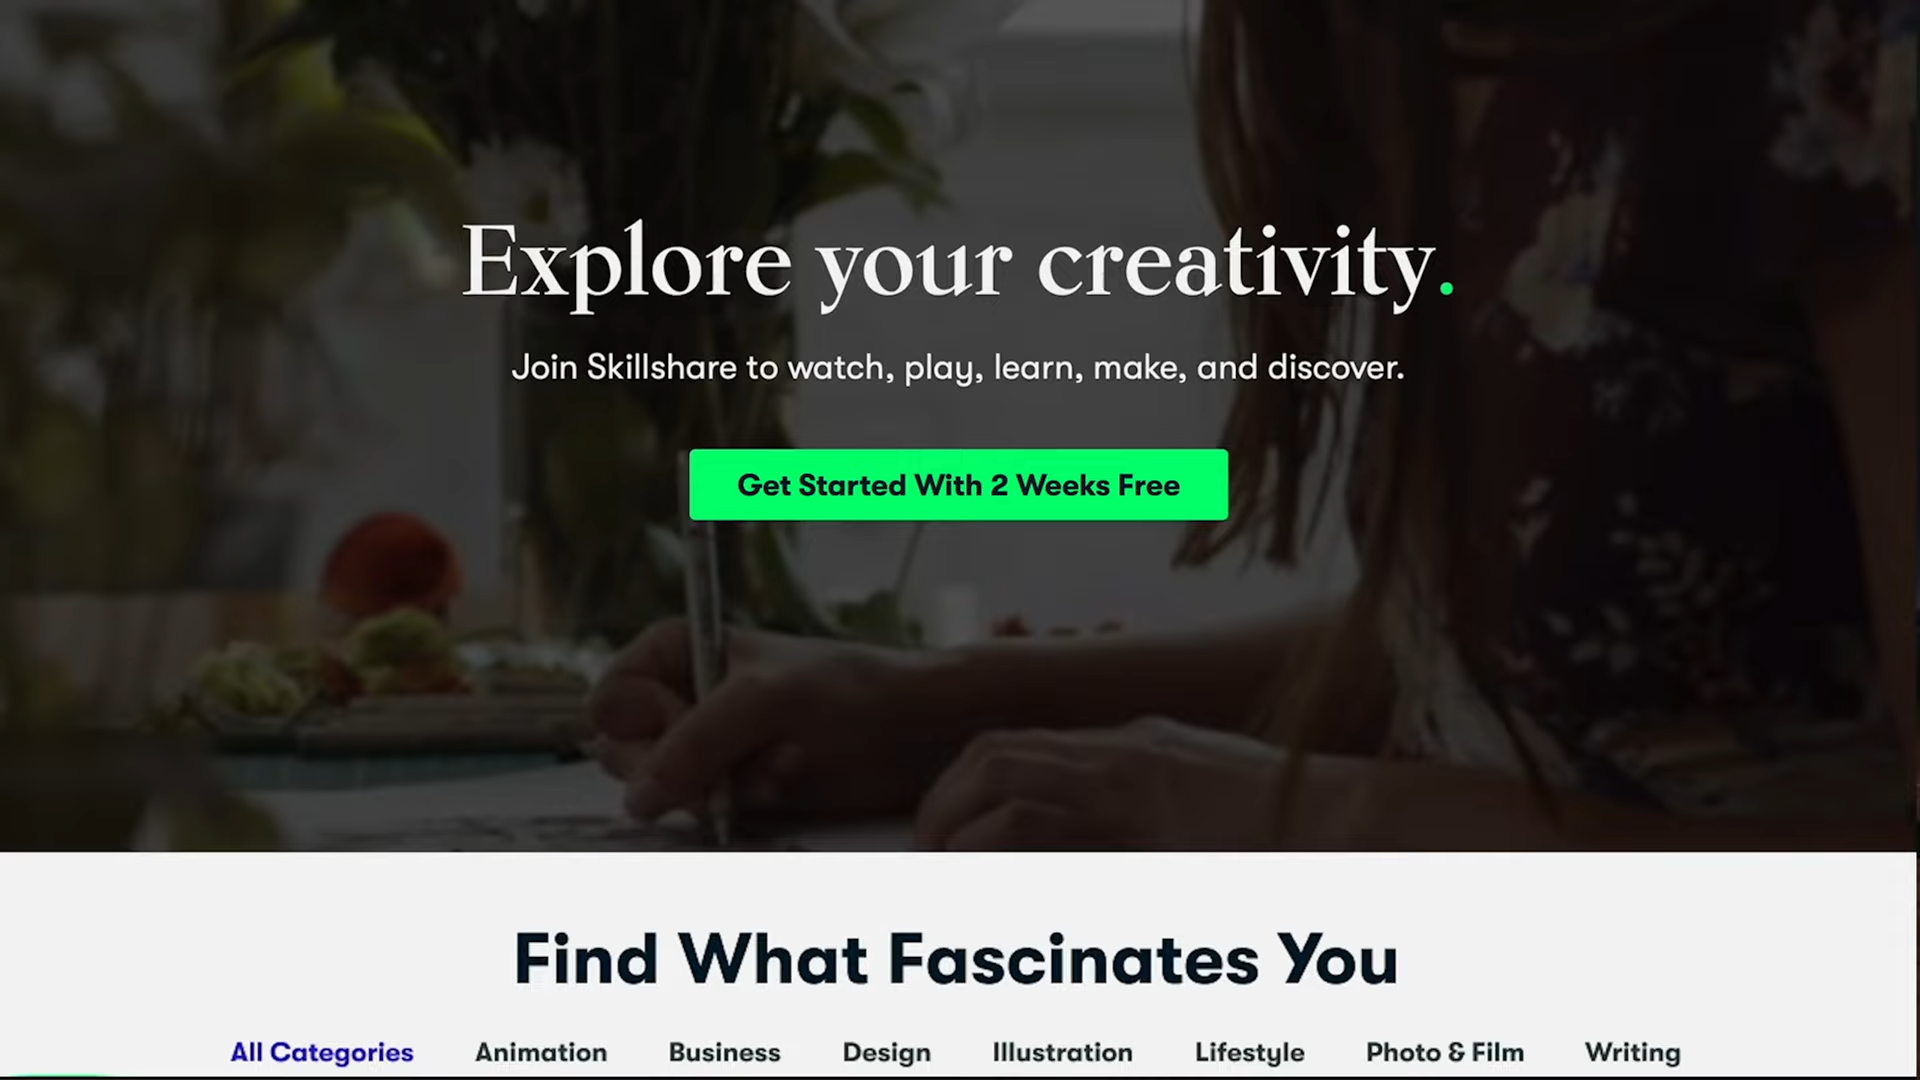 Explore your creativity.
Join Skillshare to watch, play, learn, make, and discover.
Get Started With 2 Weeks Free
Find What Fascinates You
All Categories Animation Business Design Illustration Lifestyle Photo & Film Writing